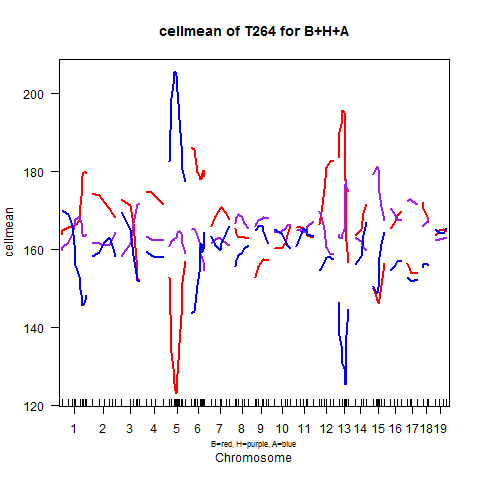 cellmean of T264 for B+H+A
200
180
160
140
120
cellmean
1 2 3 4 5 6 7 8 9 10 11 12 13 14 15 16 17 18 19
B=red, H=purple, A=blue
Chromosome